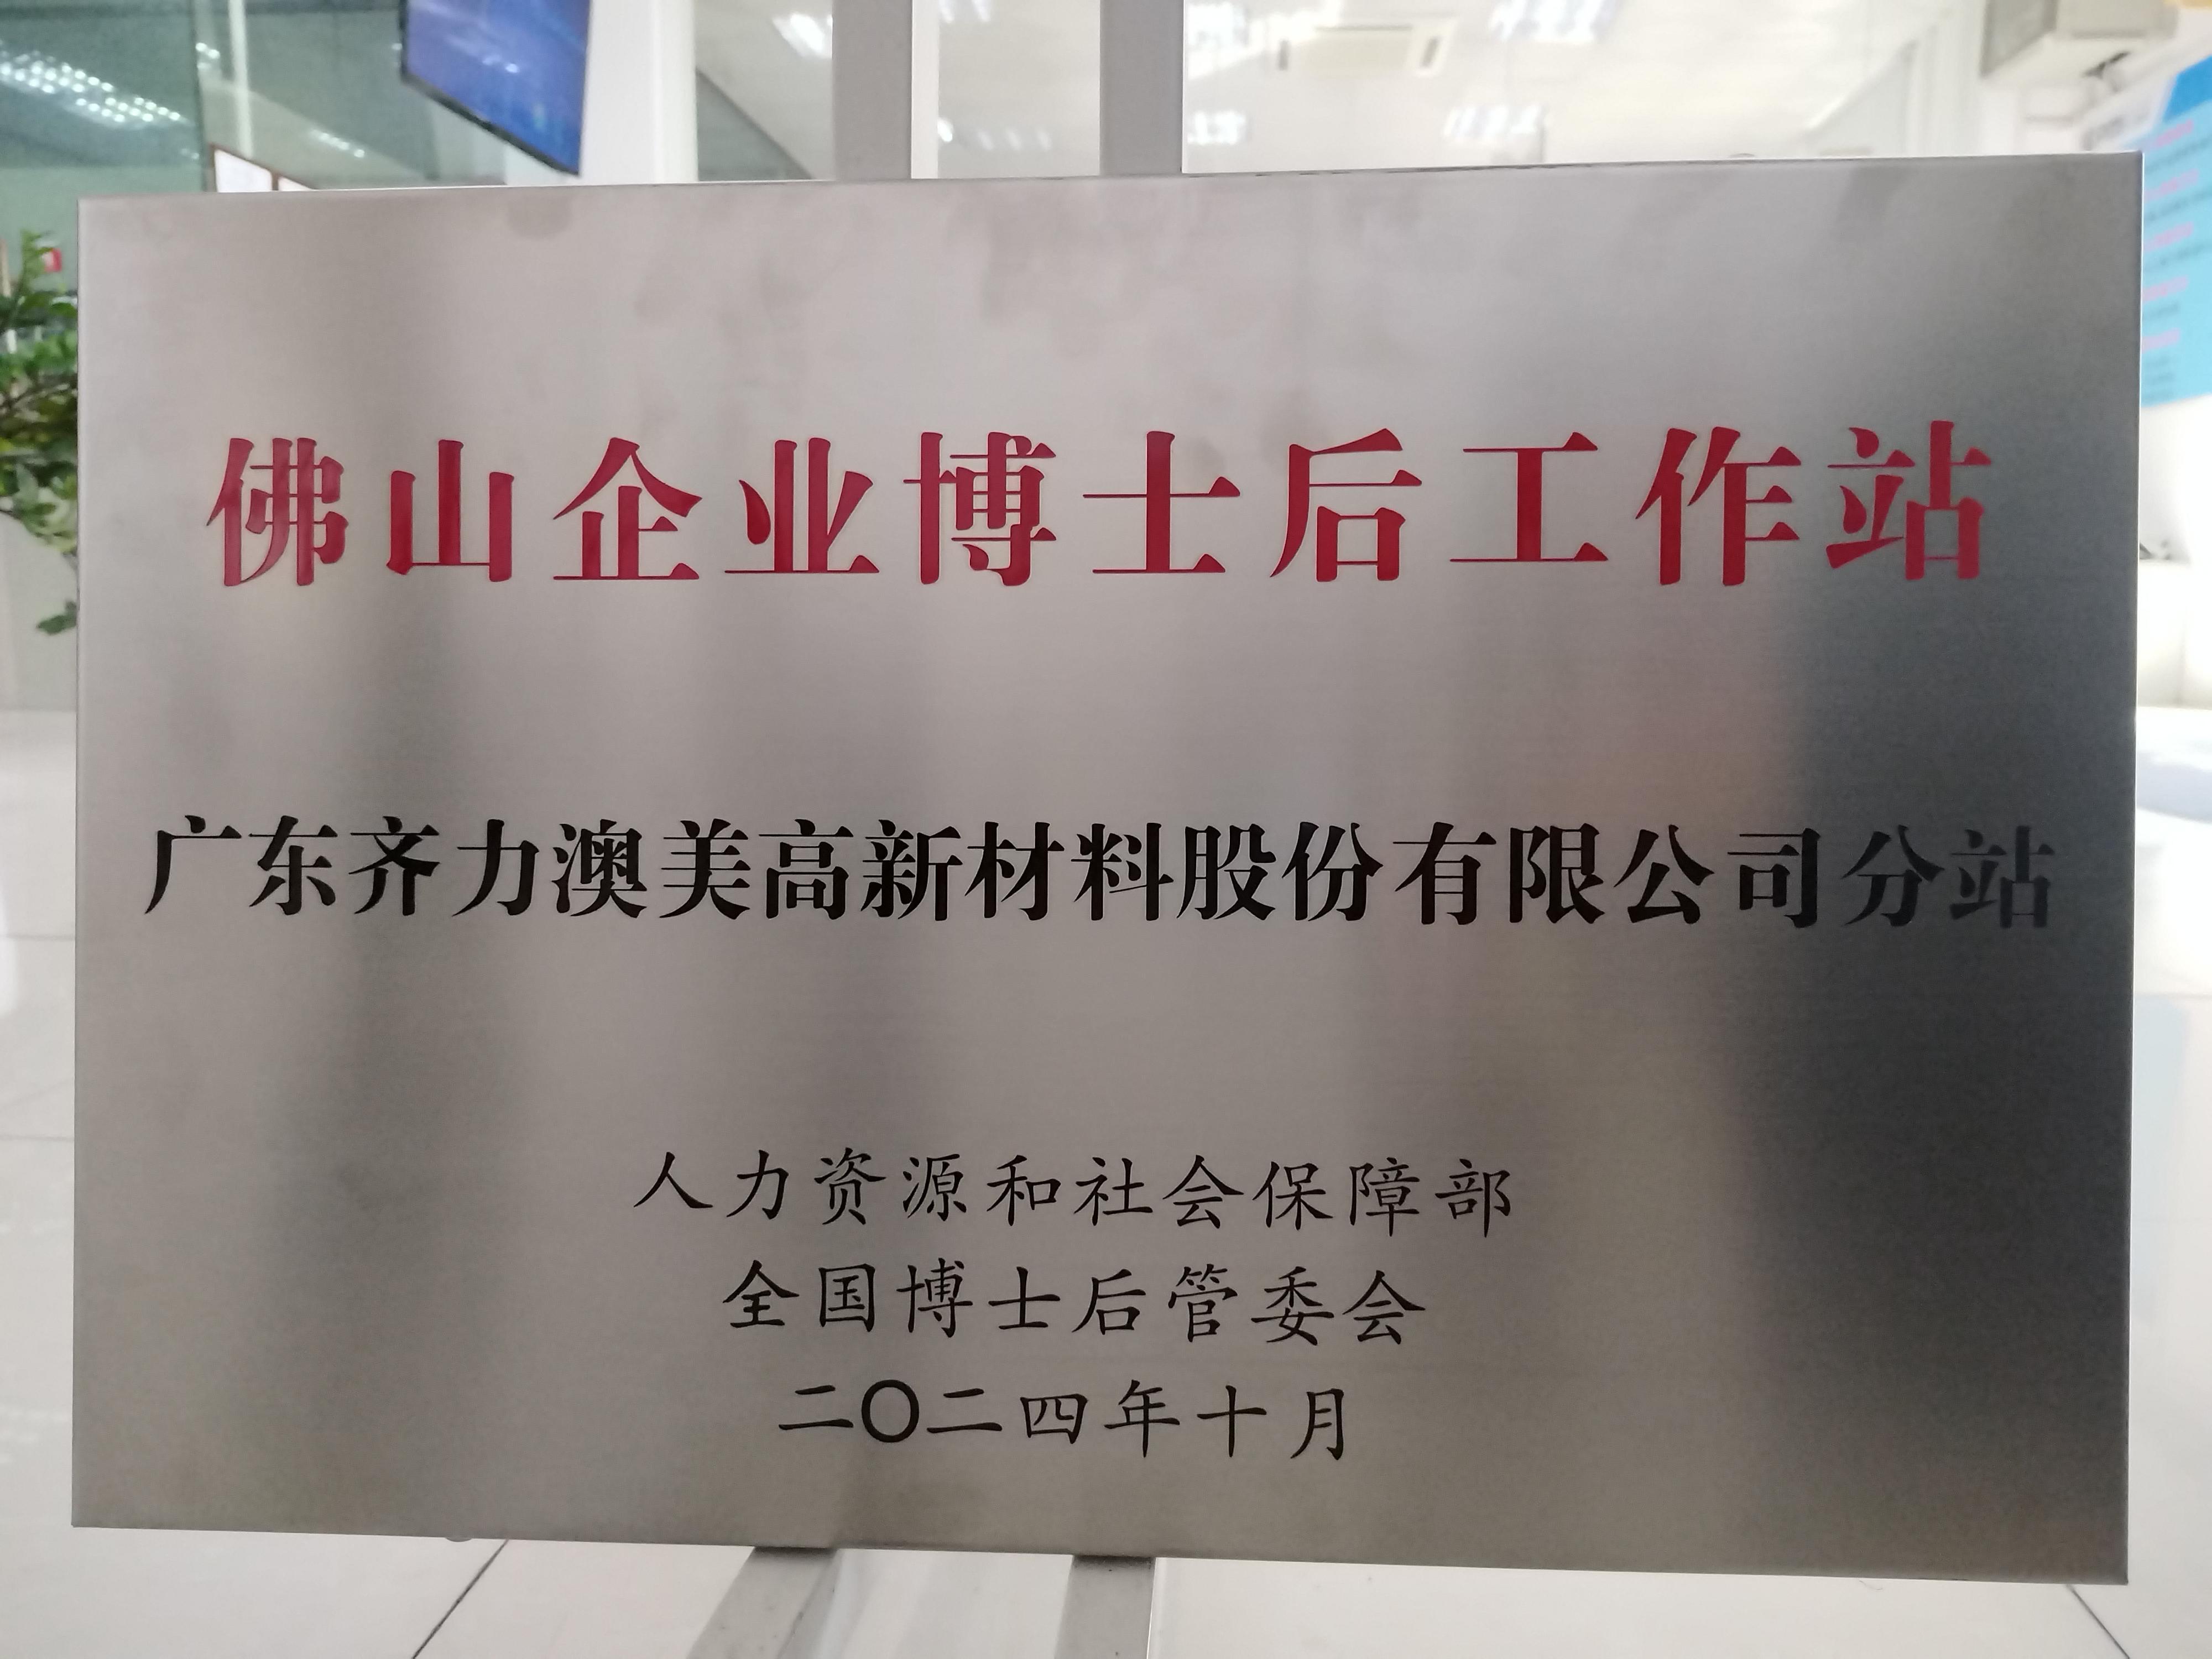 佛山企业博士后工作站
广东齐力澳美高新材料股份有限公司分站
人力资源和社会保障部
全国博士后管委会
二〇二四年十月